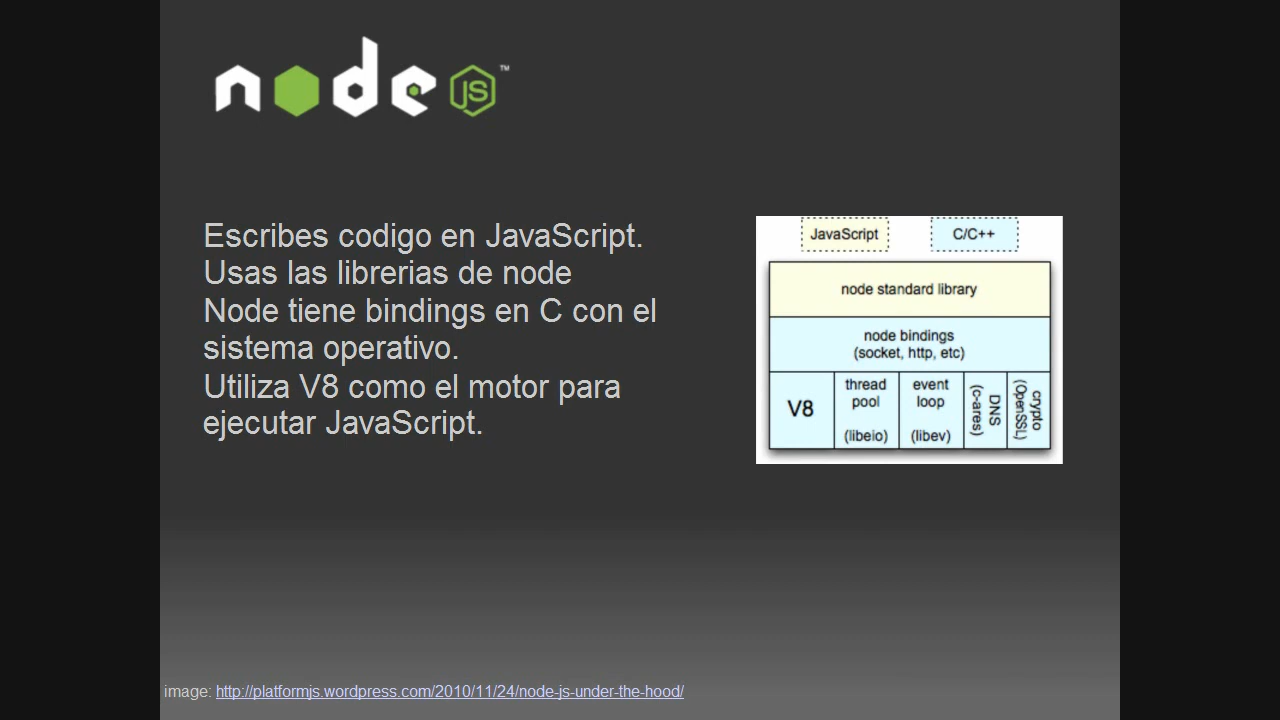 node JS ™
Escribes codigo en JavaScript.
Usas las librerias de node
Node tiene bindings en C con el
sistema operativo.
Utiliza V8 como el motor para
ejecutar JavaScript.
JavaScript
C/C++
node standard library
node bindings
(socket, http, etc)
V8
thread
pool
(libeio)
event
loop
(libev)
DNS
(c-ares)
crypto
(OpenSSL)
image: http://platformjs.wordpress.com/2010/11/24/node-js-under-the-hood/